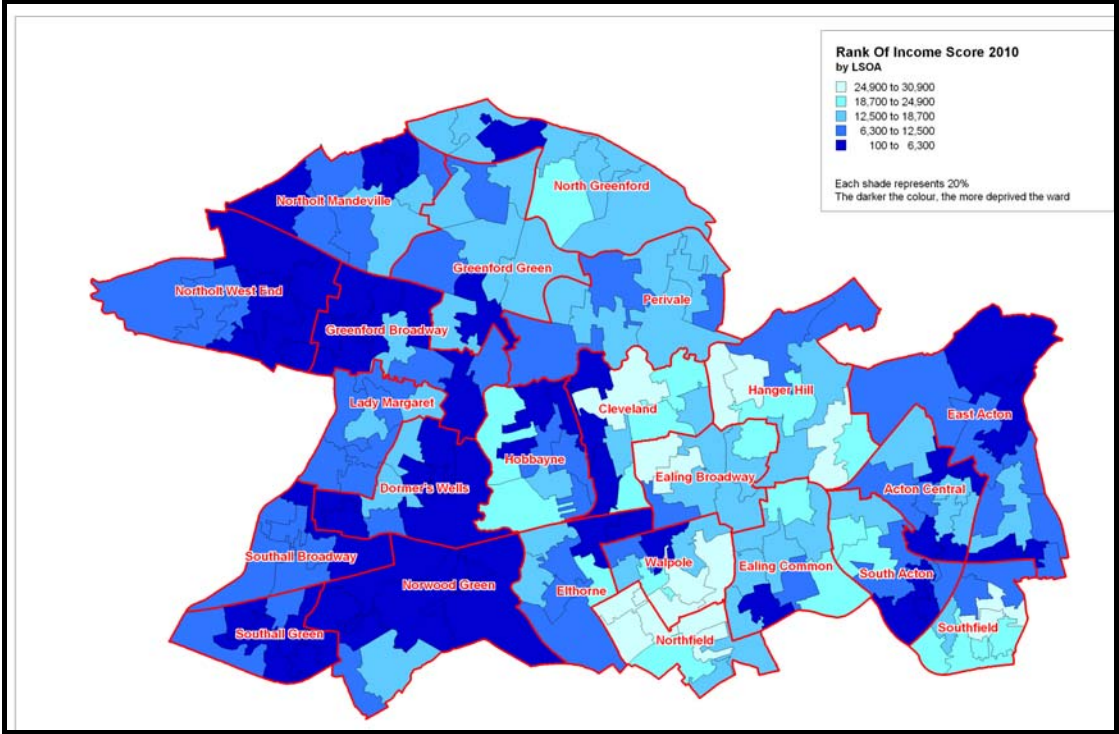 Rank Of Income Score 2010
by LSOA
24,900 to 30,900
18,700 to 24,900
12,500 to 18,700
6,300 to 12,500
100 to 6,300
Each shade represents 20%
The darker the colour, the more deprived the ward
North Greenford
Northolt Mandeville
Greenford Green
Northolt West End
Perivale
Greenford Broadway
Hanger Hill
Lady Margaret
Cleveland
East Acton
Hobbayne
Ealing Broadway
Dormer's Wells
Acton Central
Southall Broadway
Walpole
Ealing Common
South Acton
Norwood Green
Elthorne
Southfield
Southall Green
Northfield